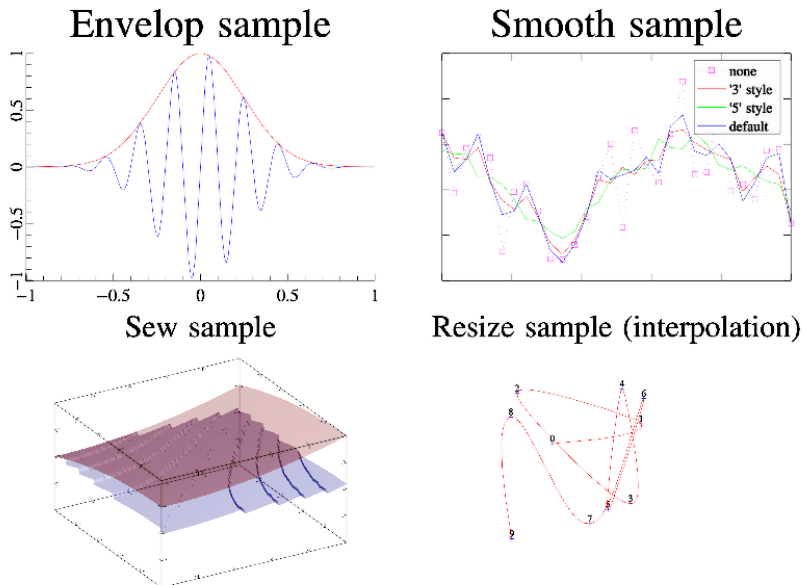 Envelop sample
Smooth sample
1
0.5
0
−0.5
−1
−1
−0.5
0
0.5
1
none
'3' style
'5' style
default
Sew sample
Resize sample (interpolation)
2
4
6
8
1
0
3
5
7
9